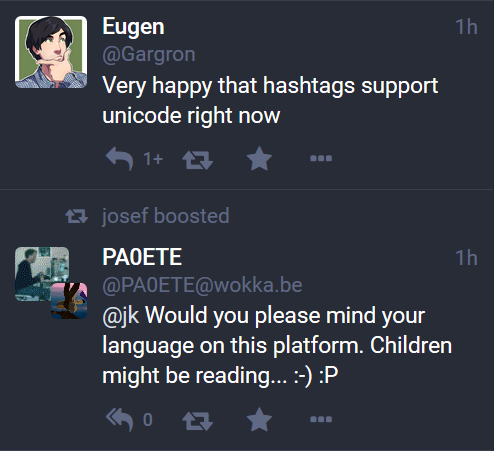 Eugen 1h
@Gargron
Very happy that hashtags support
unicode right now
1+
josef boosted
PA0ETE 1h
@PA0ETE@wokka.be
@jk Would you please mind your
language on this platform. Children
might be reading... :-) :P
0